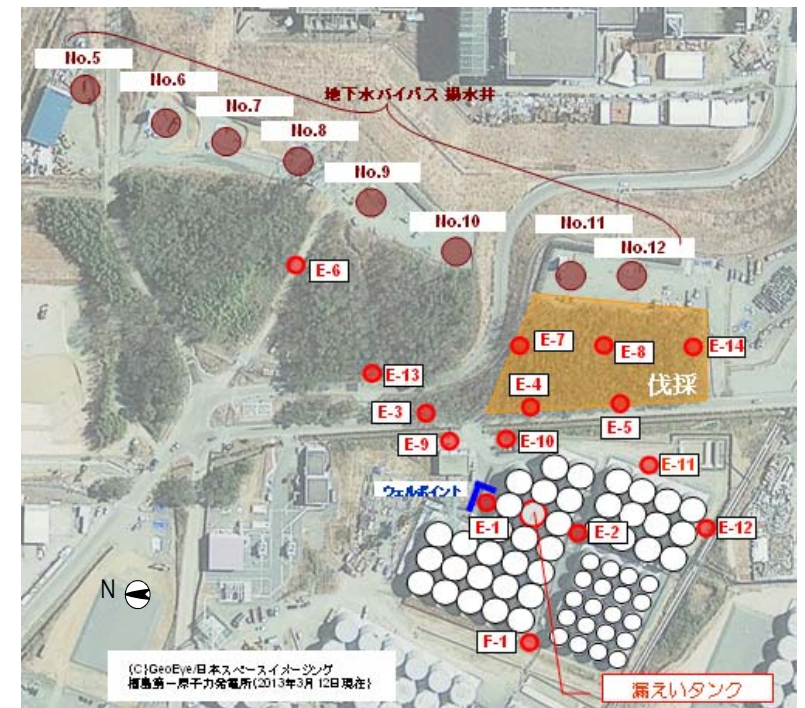 No.5
No.6
No.7
No.8
No.9
No.10
No.11
No.12
地下水バイパス 揚水井
E-6
E-7
E-8
E-14
E-13
E-4
伐採
E-3
E-5
E-9
E-10
E-11
ウェルポイント
E-1
E-2
E-12
N
F-1
(C)GeoEye/日本スペースイメージング
福島第一原子力発電所(2013年3月12日現在)
漏えいタンク